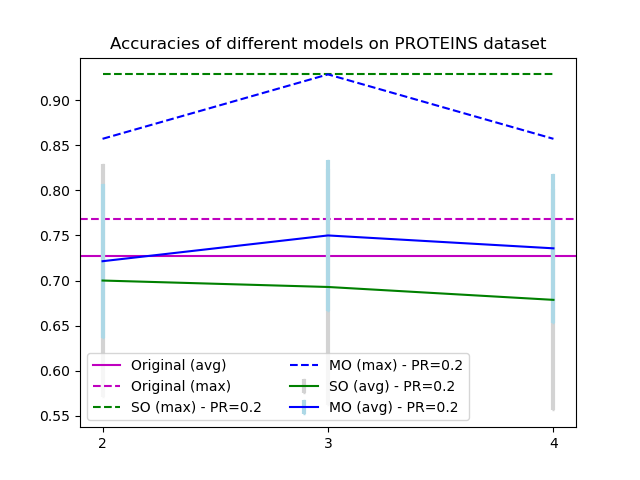 Accuracies of different models on PROTEINS dataset
0.90
0.85
0.80
0.75
0.70
0.65
0.60
0.55
Original (avg)
Original (max)
SO (max) - PR=0.2
MO (max) - PR=0.2
SO (avg) - PR=0.2
MO (avg) - PR=0.2
2
3
4